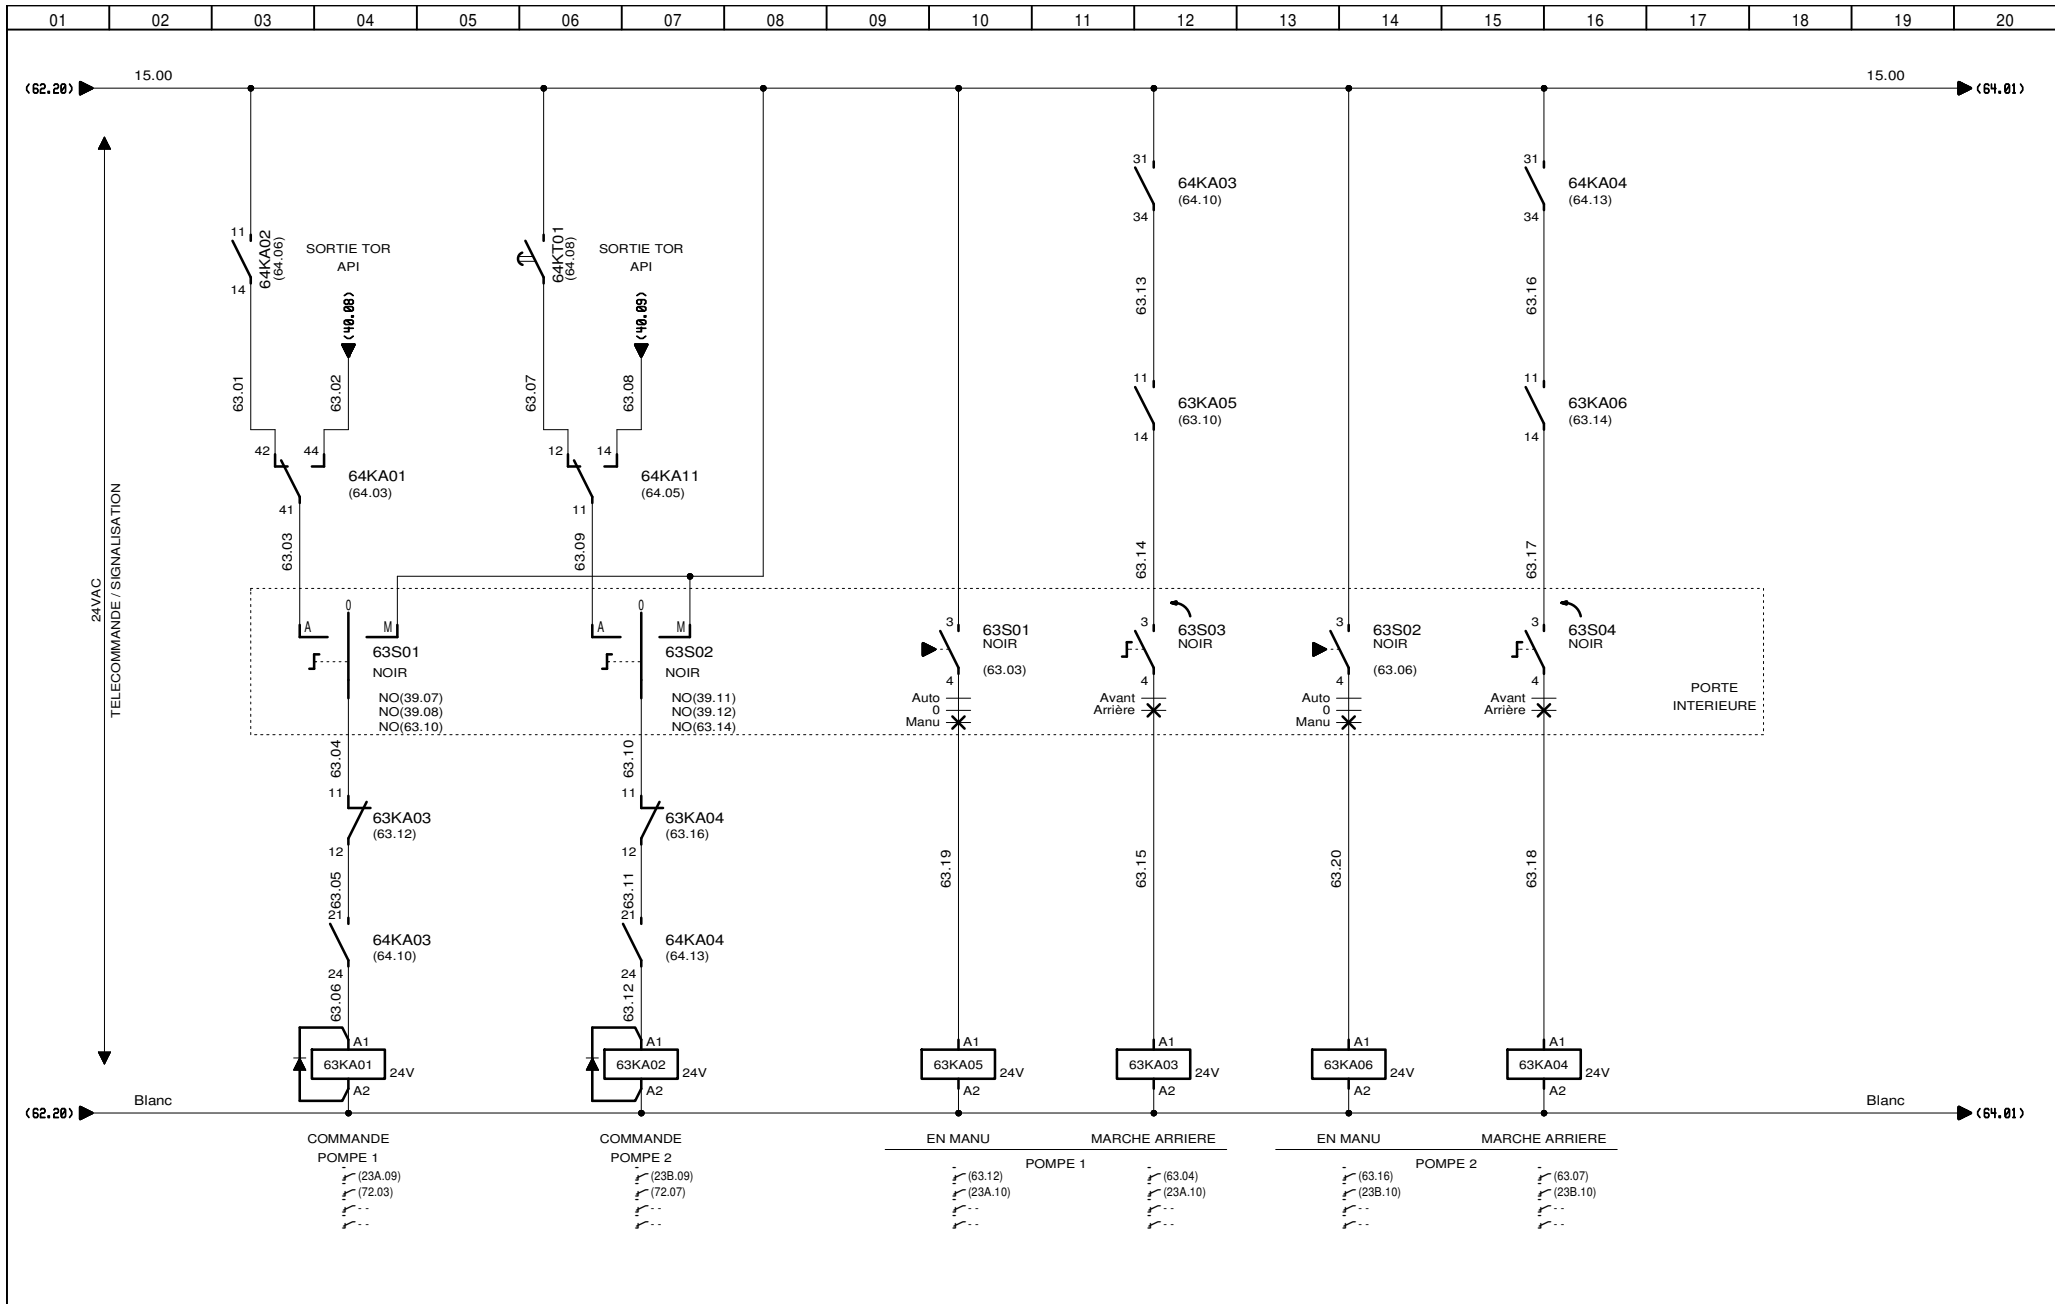 01 02 03 04 05 06 07 08 09 10 11 12 13 14 15 16 17 18 19 20
15.00 15.00
(62.20) (64.01)
31 31
64KA03 64KA04
(64.10) (64.13)
34 34
11
64KA02
(64.06)
14
SORTIE TOR
API
(40.08)
64KT01
(64.08)
SORTIE TOR
API
(40.09)
63.13 63.16
63.01 63.02 63.07 63.08
11 11
63KA05 63KA06
(63.10) (63.14)
14 14
42 44 12 14
64KA01 64KA11
(64.03) (64.05)
41 11
24VAC
TELECOMMANDE / SIGNALISATION
63.03 63.09 63.14 63.17
0 0
A M A M
63S01
NOIR
NO(39.07)
NO(39.08)
NO(63.10)
63S02
NOIR
NO(39.11)
NO(39.12)
NO(63.14)
3
63S01
NOIR
(63.03)
4
Auto
0
Manu
3
63S03
NOIR
4
Avant
Arrière
3
63S02
NOIR
(63.06)
4
Auto
0
Manu
3
63S04
NOIR
4
Avant
Arrière
PORTE
INTERIEURE
63.04 63.10
11 11
63KA03 63KA04
(63.12) (63.16)
12 12
63.05 63.11 63.19 63.15 63.20 63.18
21 21
64KA03 64KA04
(64.10) (64.13)
24 24
63.06 63.12
A1 A1 A1 A1 A1 A1
63KA01 24V 63KA02 24V 63KA05 24V 63KA03 24V 63KA06 24V 63KA04 24V
A2 A2 A2 A2 A2 A2
Blanc Blanc
(62.20) (64.01)
COMMANDE COMMANDE EN MANU MARCHE ARRIERE EN MANU MARCHE ARRIERE
POMPE 1 POMPE 2 POMPE 1 POMPE 2
(23A.09) (23B.09) (63.12) (63.04) (63.16) (63.07)
(72.03) (72.07) (23A.10) (23A.10) (23B.10) (23B.10)
- - - - - - - - - - - -
- - - - - - - - - - - -